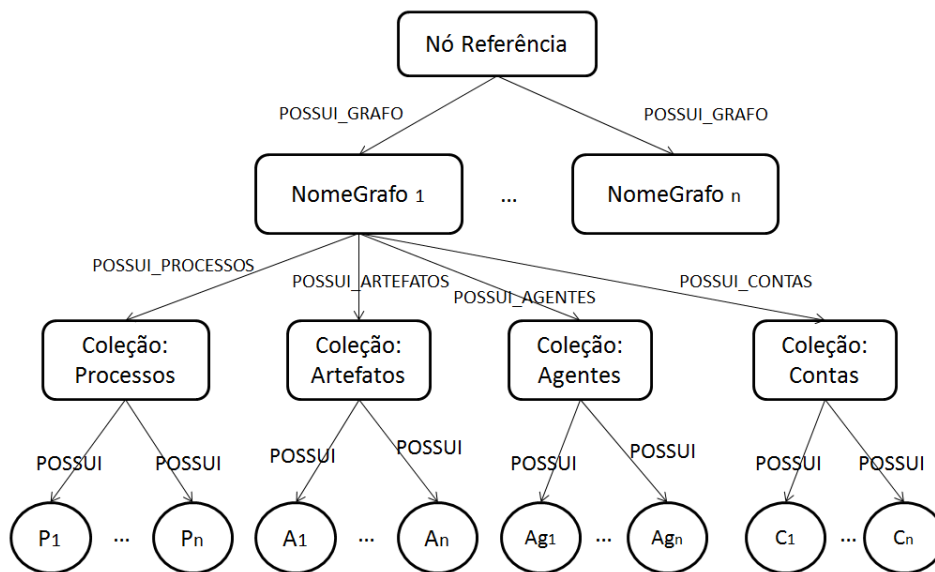 Nó Referência
POSSUI_GRAFO
POSSUI_GRAFO
NomeGrafo 1
...
NomeGrafo n
POSSUI_PROCESSOS
POSSUI_ARTEFATOS
POSSUI_AGENTES
POSSUI_CONTAS
Coleção:
Processos
Coleção:
Artefatos
Coleção:
Agentes
Coleção:
Contas
POSSUI
POSSUI
POSSUI
POSSUI
POSSUI
POSSUI
POSSUI
POSSUI
P1
...
Pn
A1
...
An
Ag1
...
Agn
C1
...
Cn